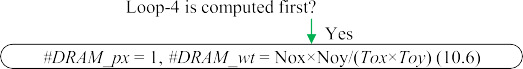 Loop-4 is computed first?
Yes
#DRAM_px = 1, #DRAM_wt = Nox×Noy/(Tox×Toy) (10.6)